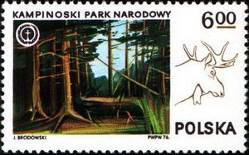 KAMPINOSKI PARK NARODOWY
6.00
POLSKA
J. BRODOWSKI
PWPW 76.